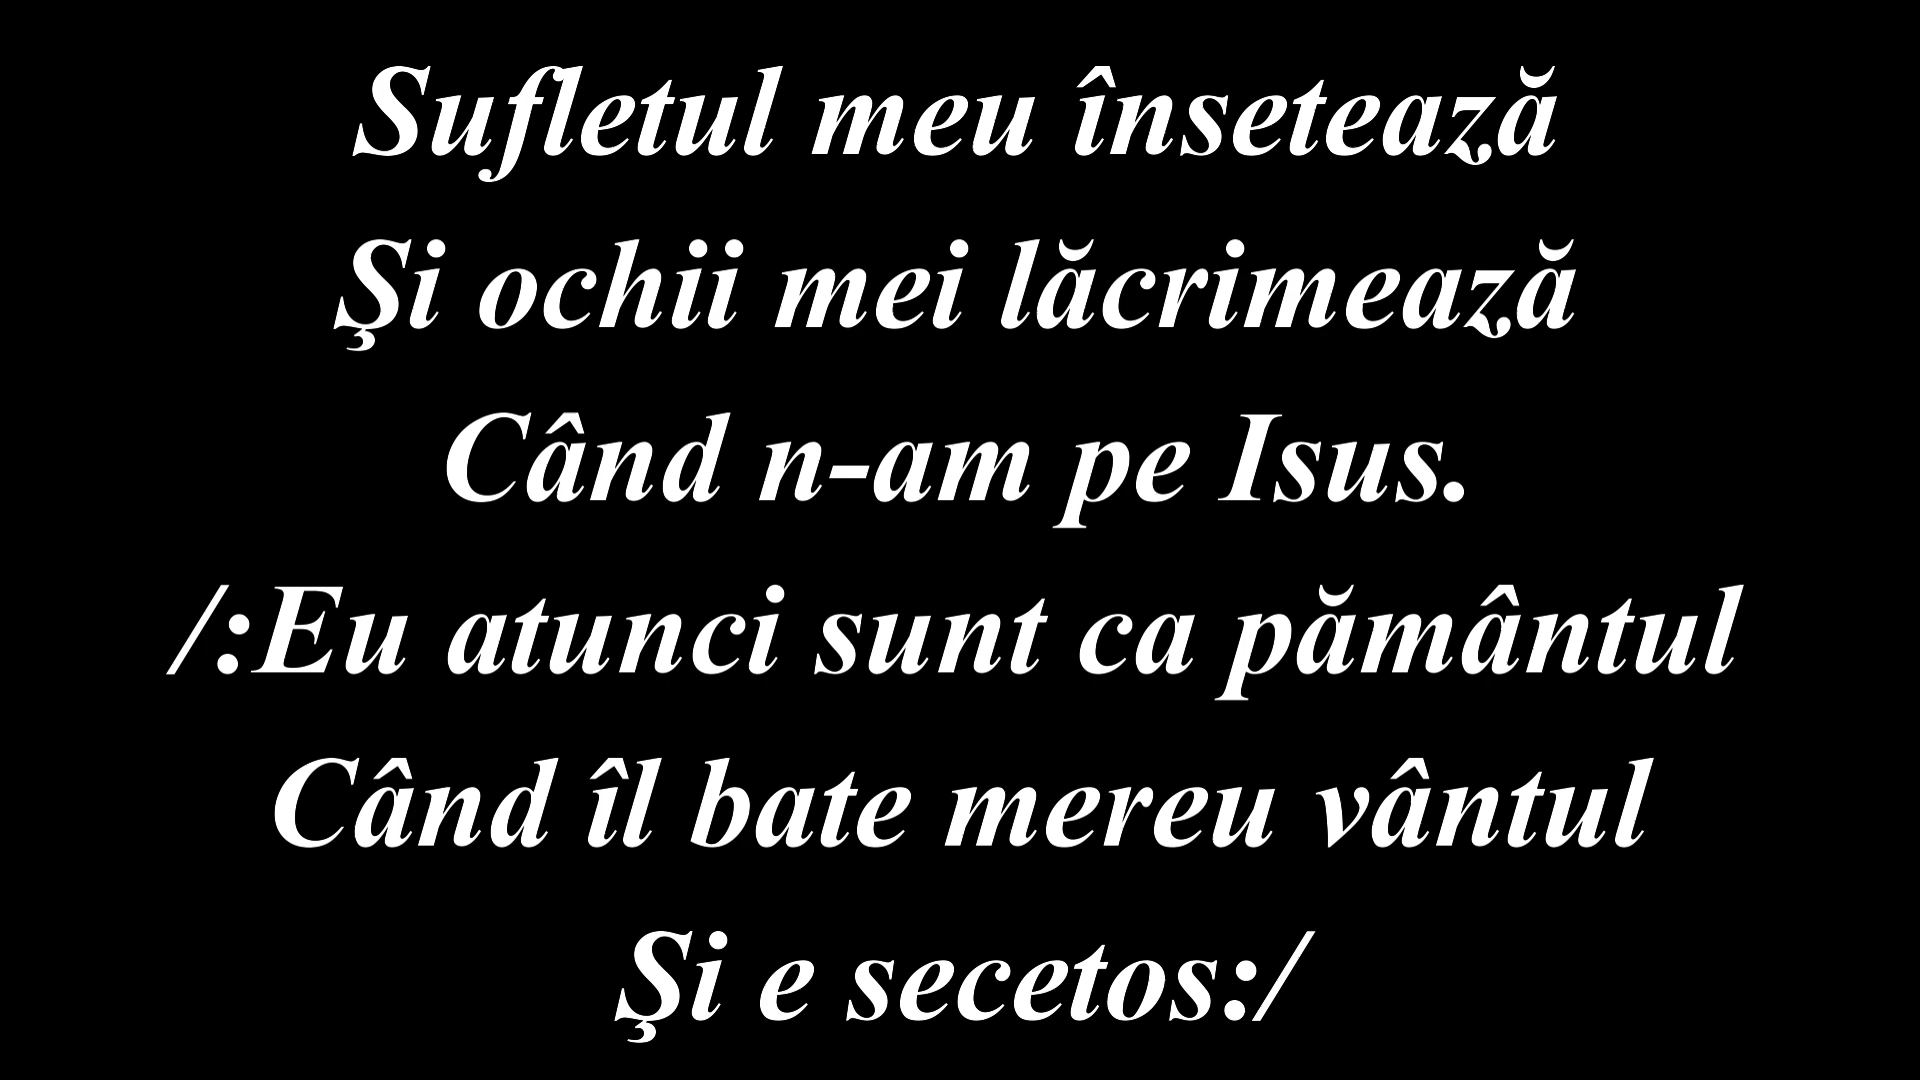 Sufletul meu însetează
Şi ochii mei lăcrimează
Când n-am pe Isus.
/:Eu atunci sunt ca pământul
Când îl bate mereu vântul
Şi e secetos:/